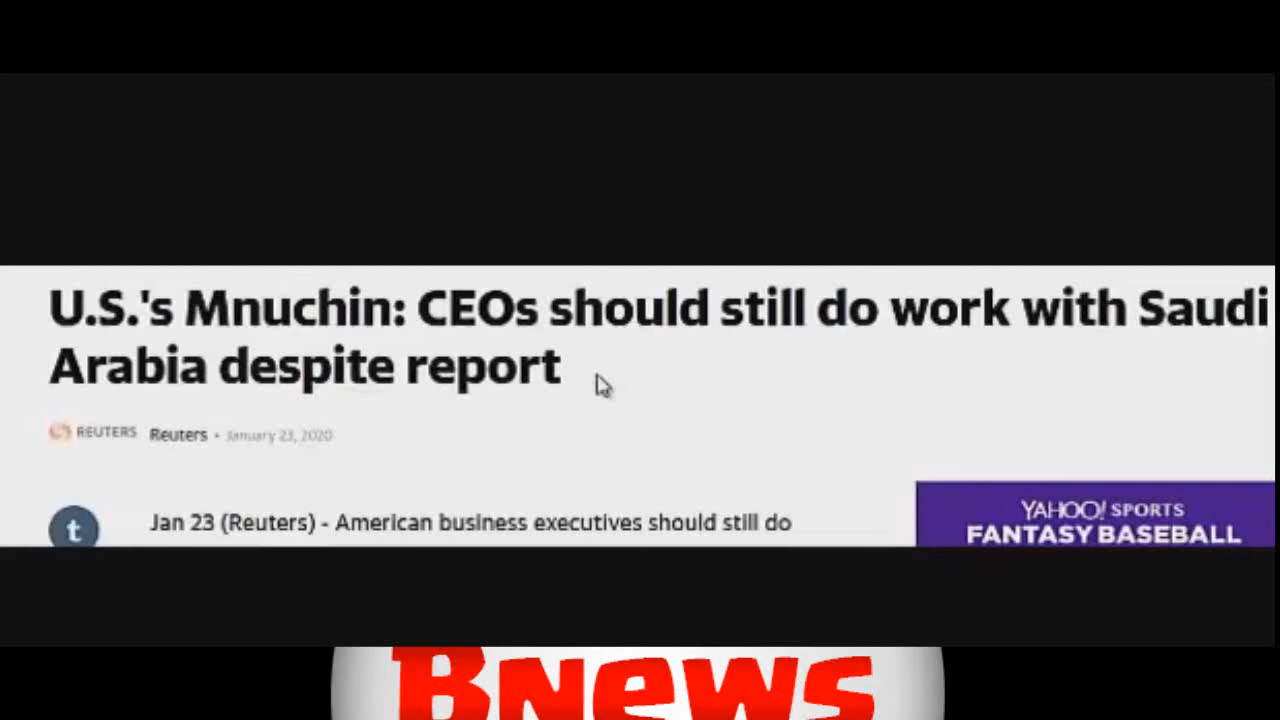 U.S.'s Mnuchin: CEOs should still do work with Saudi
Arabia despite report
REUTERS Reuters • January 23, 2020
t
Jan 23 (Reuters) - American business executives should still do
YAHOO! SPORTS
FANTASY BASEBALL
Bnews